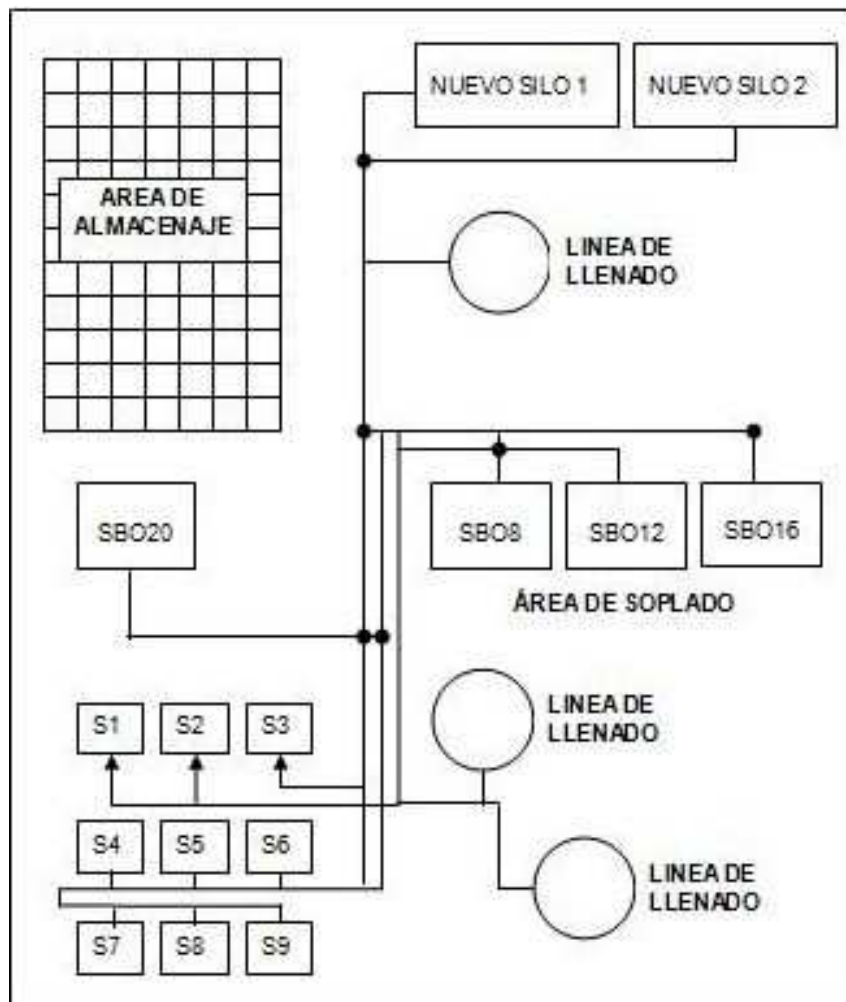 NUEVO SILO 1
NUEVO SILO 2
AREA DE
ALMACENAJE
LINEA DE
LLENADO
SBO20
SBO8
SBO12
SBO16
ÁREA DE SOPLADO
S1
S2
S3
LINEA DE
LLENADO
S4
S5
S6
LINEA DE
LLENADO
S7
S8
S9